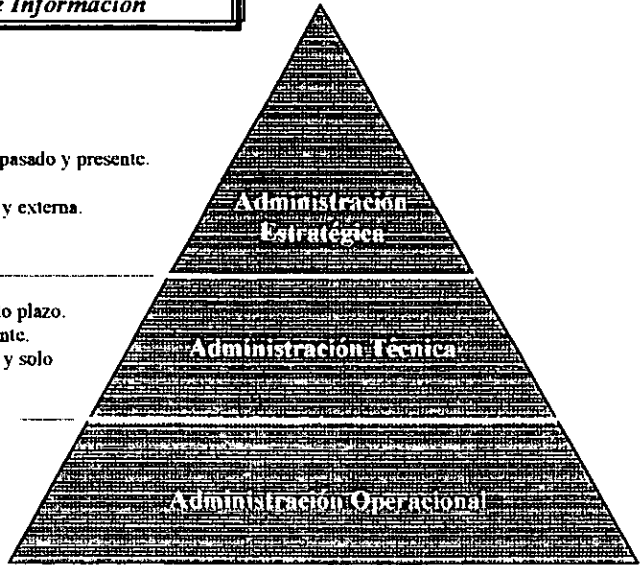 e Información
pasado y presente.
y externa.
Administración
Estratégica
o plazo.
nte.
y solo
Administración Técnica
Administración Operacional